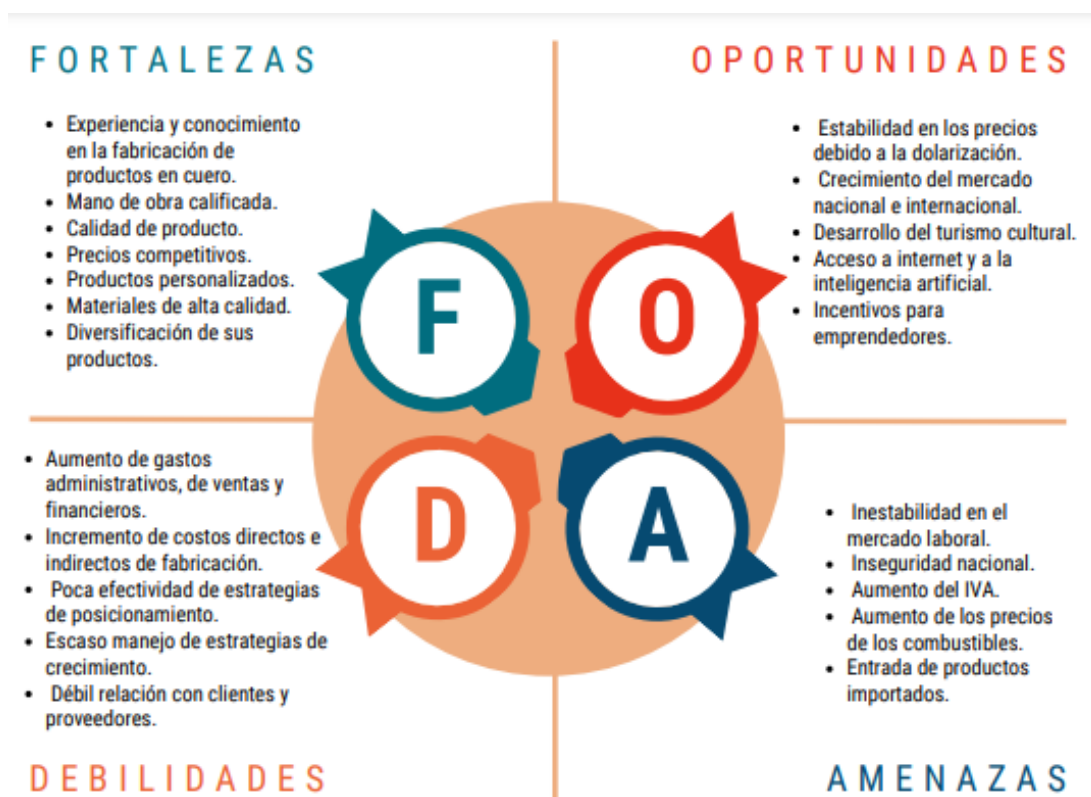 FORTALEZAS
• Experiencia y conocimiento
en la fabricación de
productos en cuero.
• Mano de obra calificada.
• Calidad de producto.
• Precios competitivos.
• Productos personalizados.
• Materiales de alta calidad.
• Diversificación de sus
productos.
OPORTUNIDADES
• Estabilidad en los precios
debido a la dolarización.
• Crecimiento del mercado
nacional e internacional.
• Desarrollo del turismo cultural.
• Acceso a internet y a la
inteligencia artificial.
• Incentivos para
emprendedores.
F
O
D
A
• Aumento de gastos
administrativos, de ventas y
financieros.
• Incremento de costos directos e
indirectos de fabricación.
• Poca efectividad de estrategias
de posicionamiento.
• Escaso manejo de estrategias de
crecimiento.
• Débil relación con clientes y
proveedores.
DEBILIDADES
• Inestabilidad en el
mercado laboral.
• Inseguridad nacional.
• Aumento del IVA.
• Aumento de los precios
de los combustibles.
• Entrada de productos
importados.
AMENAZAS